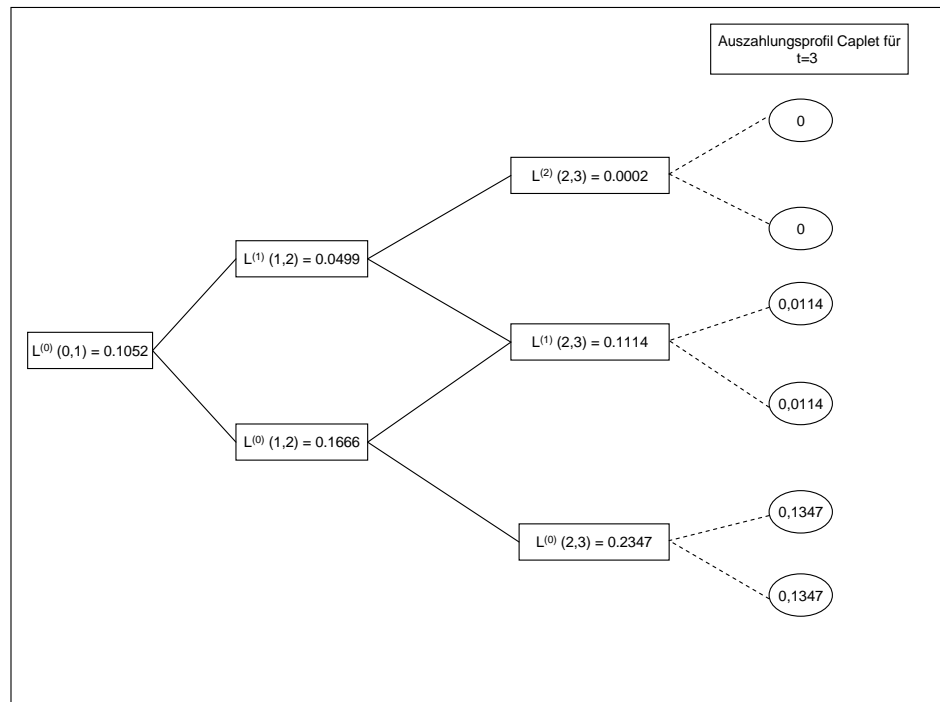 Auszahlungsprofil Caplet für
t=3
0
L⁽²⁾ (2,3) = 0.0002
0
L⁽¹⁾ (1,2) = 0.0499
0,0114
L⁽¹⁾ (2,3) = 0.1114
L⁽⁰⁾ (0,1) = 0.1052
0,0114
L⁽⁰⁾ (1,2) = 0.1666
0,1347
L⁽⁰⁾ (2,3) = 0.2347
0,1347